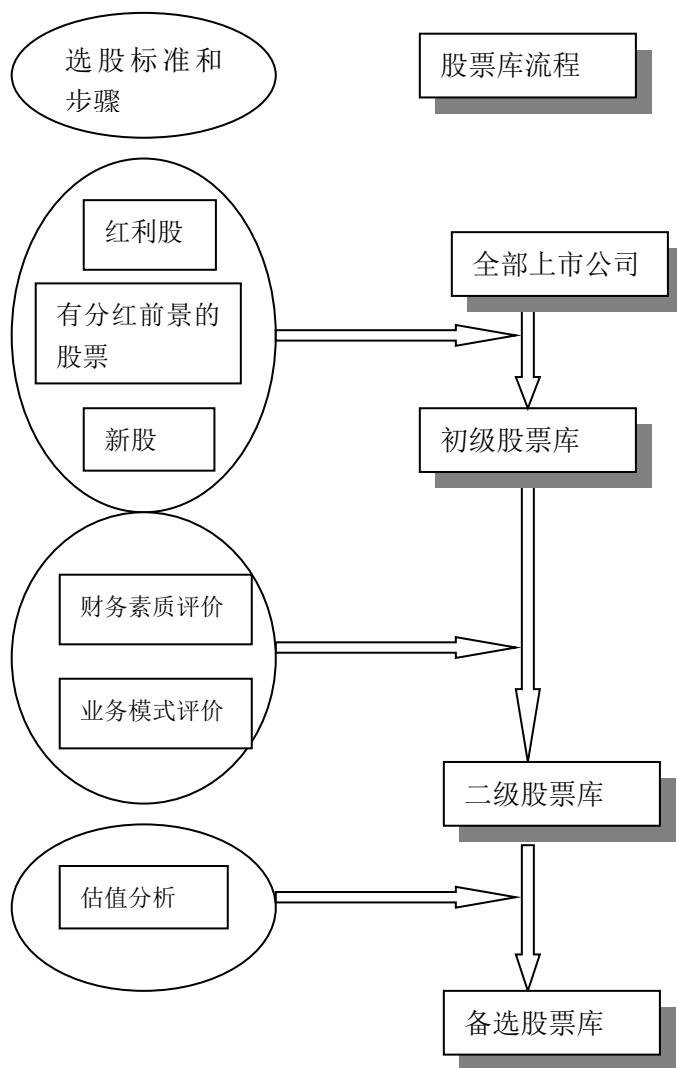 选股标准和
步骤
股票库流程
红利股
全部上市公司
有分红前景的
股票
新股
初级股票库
财务素质评价
业务模式评价
二级股票库
估值分析
备选股票库